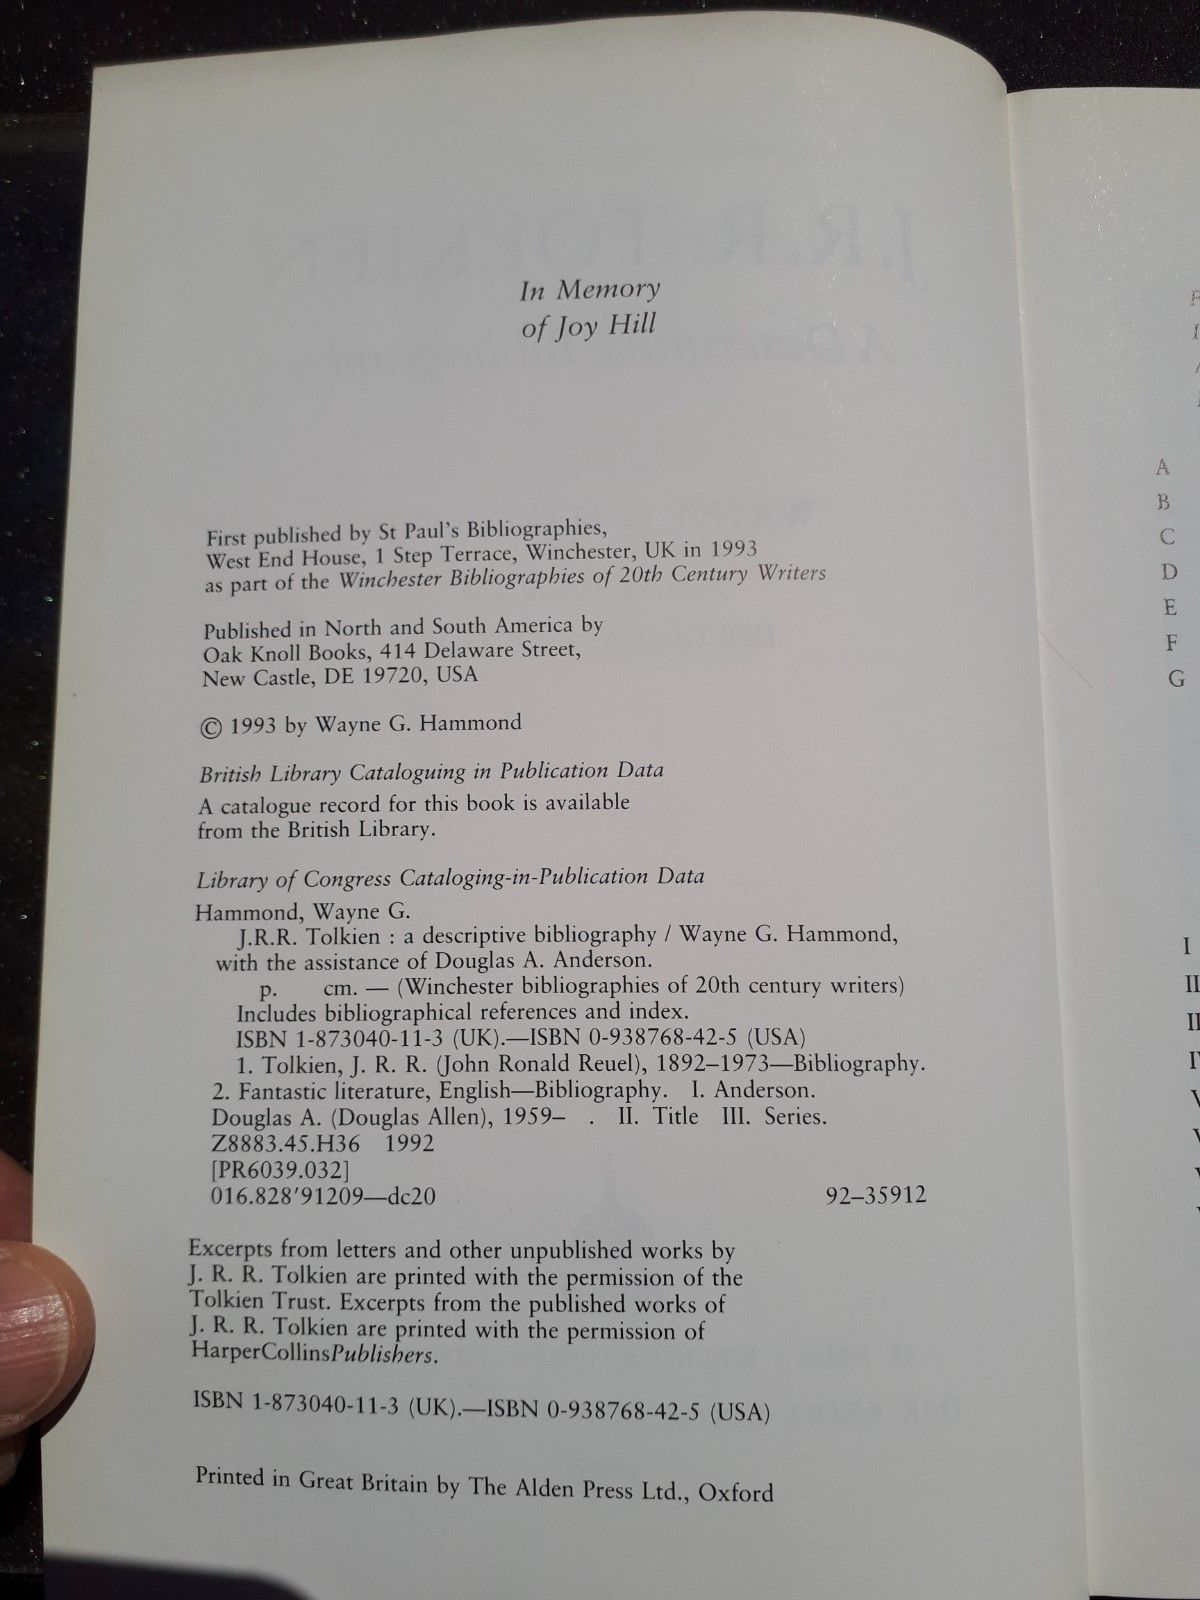 In Memory
of Joy Hill
First published by St Paul's Bibliographies,
West End House, 1 Step Terrace, Winchester, UK in 1993
as part of the Winchester Bibliographies of 20th Century Writers
Published in North and South America by
Oak Knoll Books, 414 Delaware Street,
New Castle, DE 19720, USA
© 1993 by Wayne G. Hammond
British Library Cataloguing in Publication Data
A catalogue record for this book is available
from the British Library.
Library of Congress Cataloging-in-Publication Data
Hammond, Wayne G.
J.R.R. Tolkien : a descriptive bibliography / Wayne G. Hammond,
with the assistance of Douglas A. Anderson.
p. cm. — (Winchester bibliographies of 20th century writers)
Includes bibliographical references and index.
ISBN 1-873040-11-3 (UK).—ISBN 0-938768-42-5 (USA)
1. Tolkien, J. R. R. (John Ronald Reuel), 1892–1973—Bibliography.
2. Fantastic literature, English—Bibliography. I. Anderson.
Douglas A. (Douglas Allen), 1959– . II. Title III. Series.
Z8883.45.H36 1992
[PR6039.032]
016.828'91209—dc20 92–35912
Excerpts from letters and other unpublished works by
J. R. R. Tolkien are printed with the permission of the
Tolkien Trust. Excerpts from the published works of
J. R. R. Tolkien are printed with the permission of
HarperCollinsPublishers.
ISBN 1-873040-11-3 (UK).—ISBN 0-938768-42-5 (USA)
Printed in Great Britain by The Alden Press Ltd., Oxford
A
B
C
D
E
F
G
I